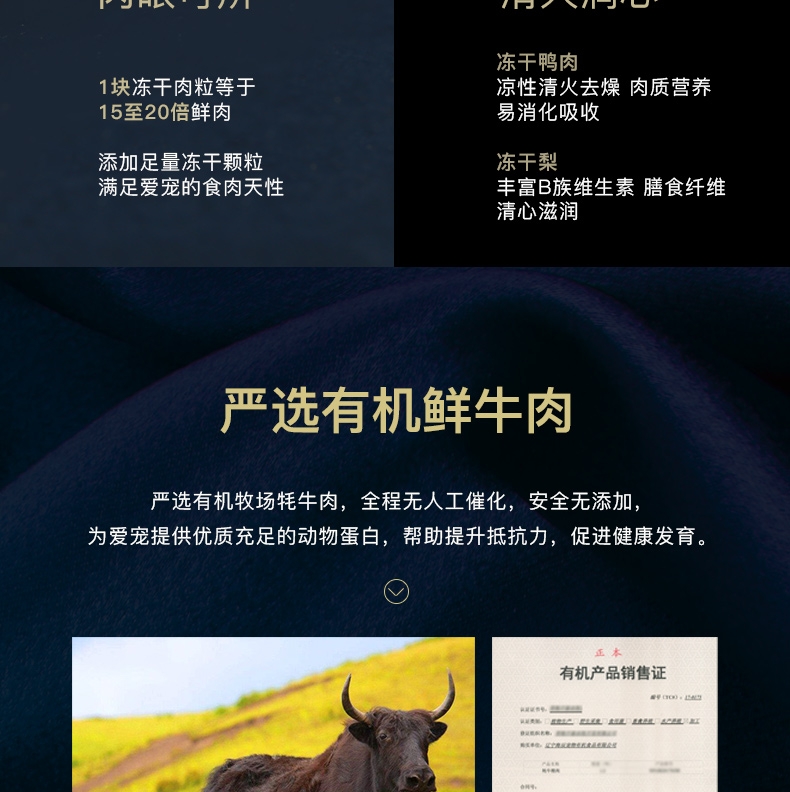 1块冻干肉粒等于
15至20倍鲜肉
添加足量冻干颗粒
满足爱宠的食肉天性
冻干鸭肉
凉性清火去燥 肉质营养
易消化吸收
冻干梨
丰富B族维生素 膳食纤维
清心滋润
严选有机鲜牛肉
严选有机牧场牦牛肉，全程无人工催化，安全无添加，
为爱宠提供优质充足的动物蛋白，帮助提升抵抗力，促进健康发育。
正本
有机产品销售证